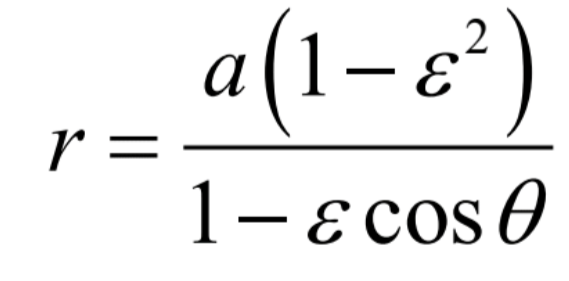 r = a(1 − ε²) / (1 − ε cos θ)